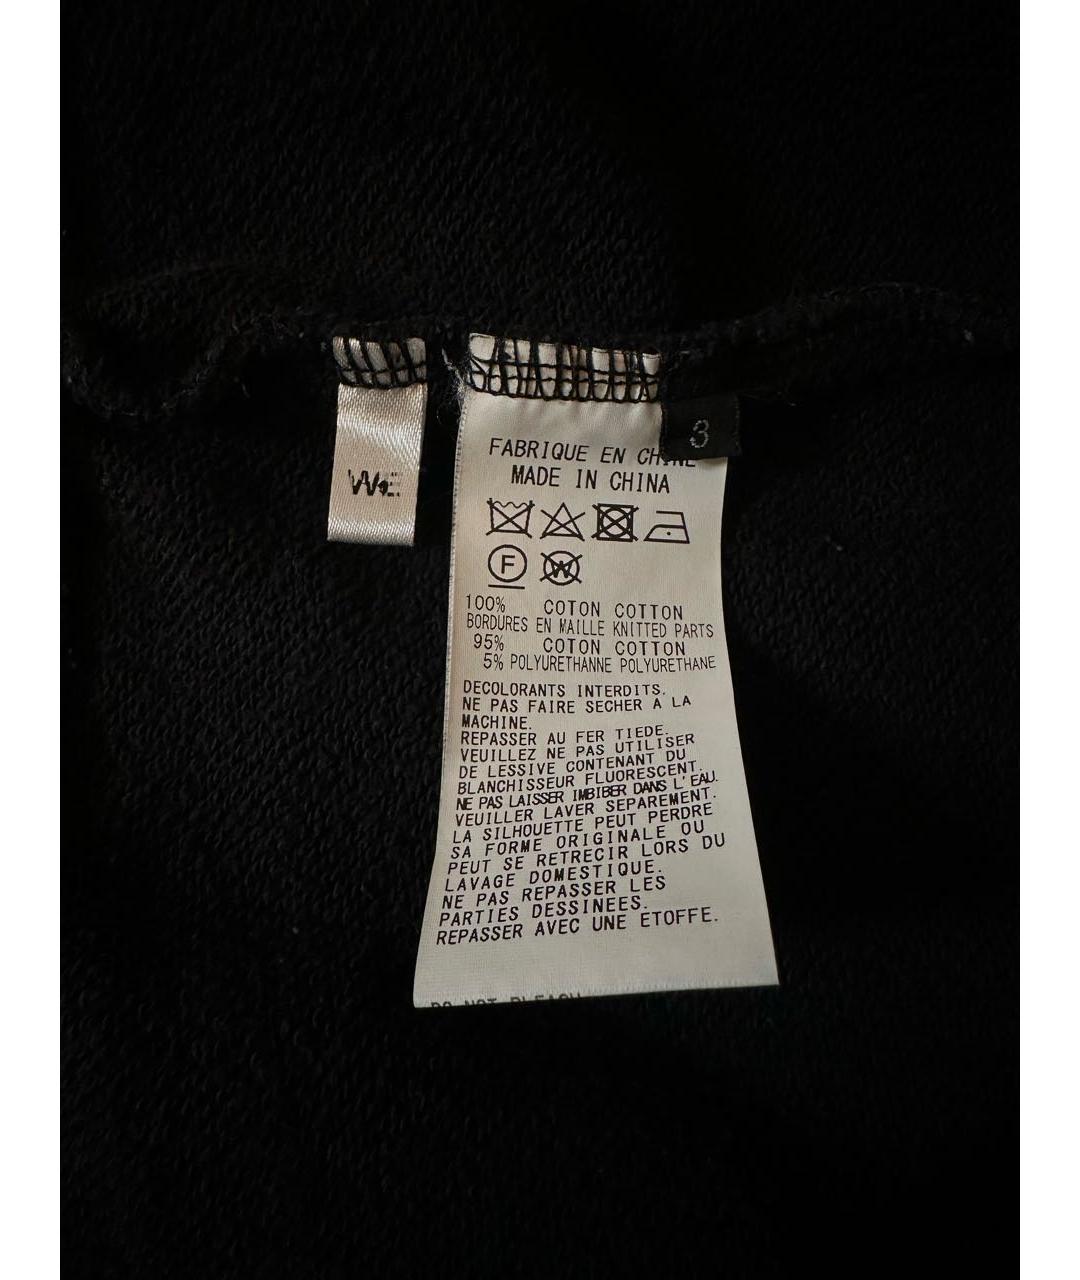 3
FABRIQUE EN CHINE
MADE IN CHINA
F
W
100% COTON COTTON
BORDURES EN MAILLE KNITTED PARTS
95% COTON COTTON
5% POLYURETHANNE POLYURETHANE
DECOLORANTS INTERDITS.
NE PAS FAIRE SECHER A LA
MACHINE.
REPASSER AU FER TIEDE.
VEUILLEZ NE PAS UTILISER
DE LESSIVE CONTENANT DU
BLANCHISSEUR FLUORESCENT.
NE PAS LAISSER IMBIBER DANS L'EAU.
VEUILLER LAVER SEPAREMENT.
LA SILHOUETTE PEUT PERDRE
SA FORME ORIGINALE OU
PEUT SE RETRECIR LORS DU
LAVAGE DOMESTIQUE.
NE PAS REPASSER LES
PARTIES DESSINEES.
REPASSER AVEC UNE ETOFFE.
DO NOT BLEACH